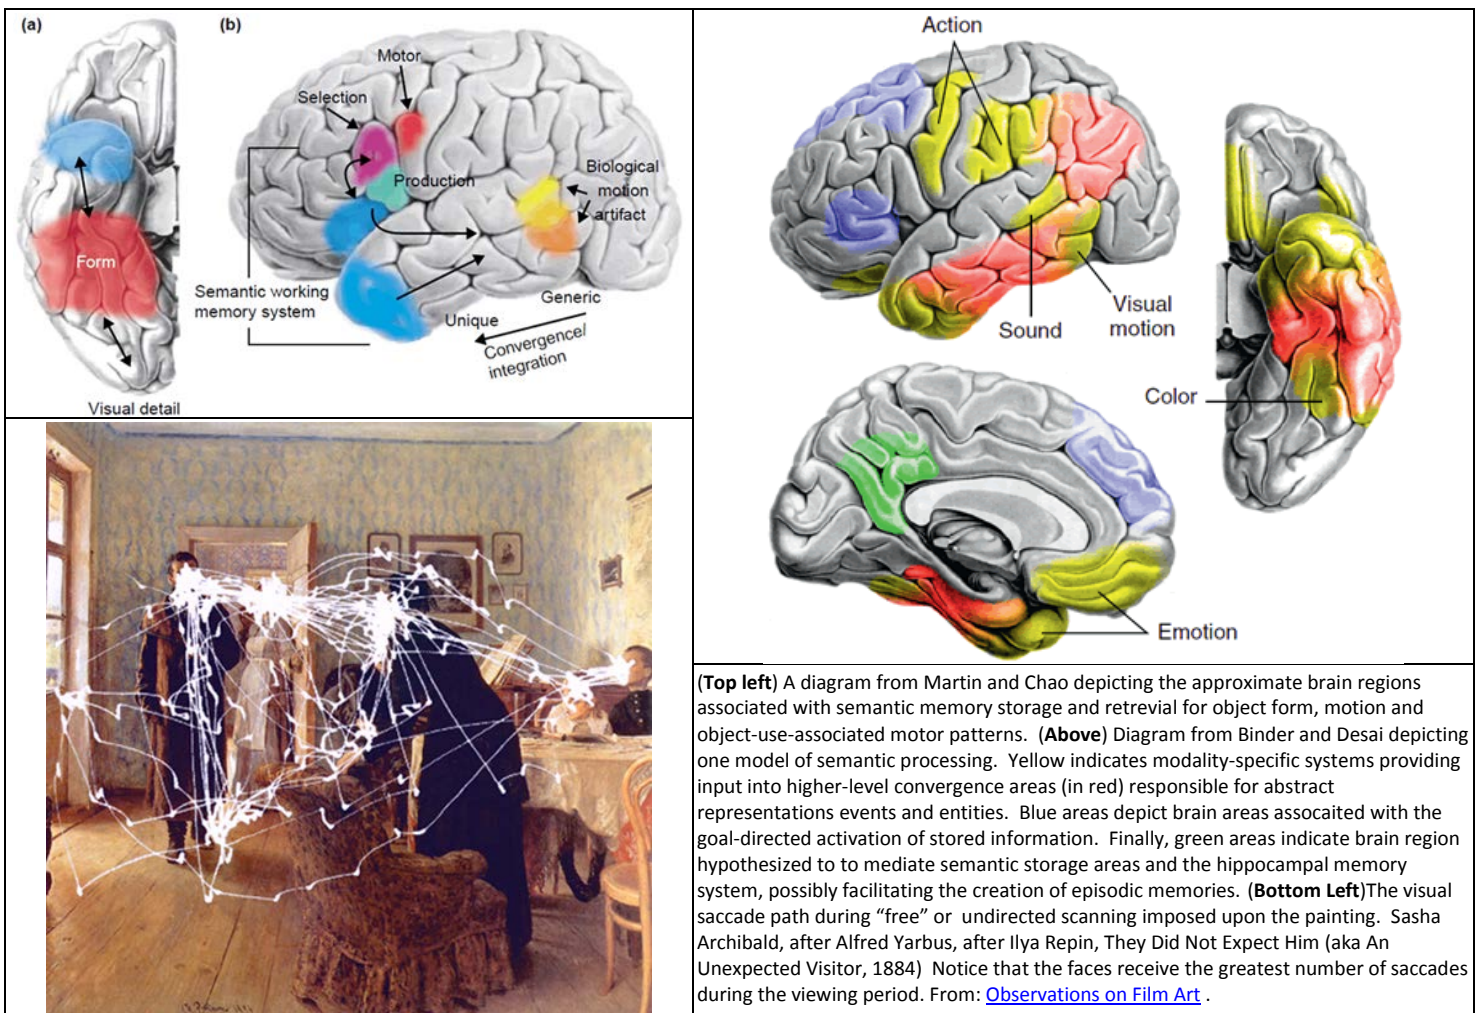 (a)
(b)
Motor
Selection
Production
Biological
motion
artifact
Form
Semantic working
memory system
Unique
Generic
Convergence/
integration
Visual detail
Action
Sound
Visual
motion
Color
Emotion
(Top left) A diagram from Martin and Chao depicting the approximate brain regions
associated with semantic memory storage and retrevial for object form, motion and
object-use-associated motor patterns. (Above) Diagram from Binder and Desai depicting
one model of semantic processing. Yellow indicates modality-specific systems providing
input into higher-level convergence areas (in red) responsible for abstract
representations events and entities. Blue areas depict brain areas assocaited with the
goal-directed activation of stored information. Finally, green areas indicate brain region
hypothesized to to mediate semantic storage areas and the hippocampal memory
system, possibly facilitating the creation of episodic memories. (Bottom Left)The visual
saccade path during “free” or undirected scanning imposed upon the painting. Sasha
Archibald, after Alfred Yarbus, after Ilya Repin, They Did Not Expect Him (aka An
Unexpected Visitor, 1884) Notice that the faces receive the greatest number of saccades
during the viewing period. From: Observations on Film Art .